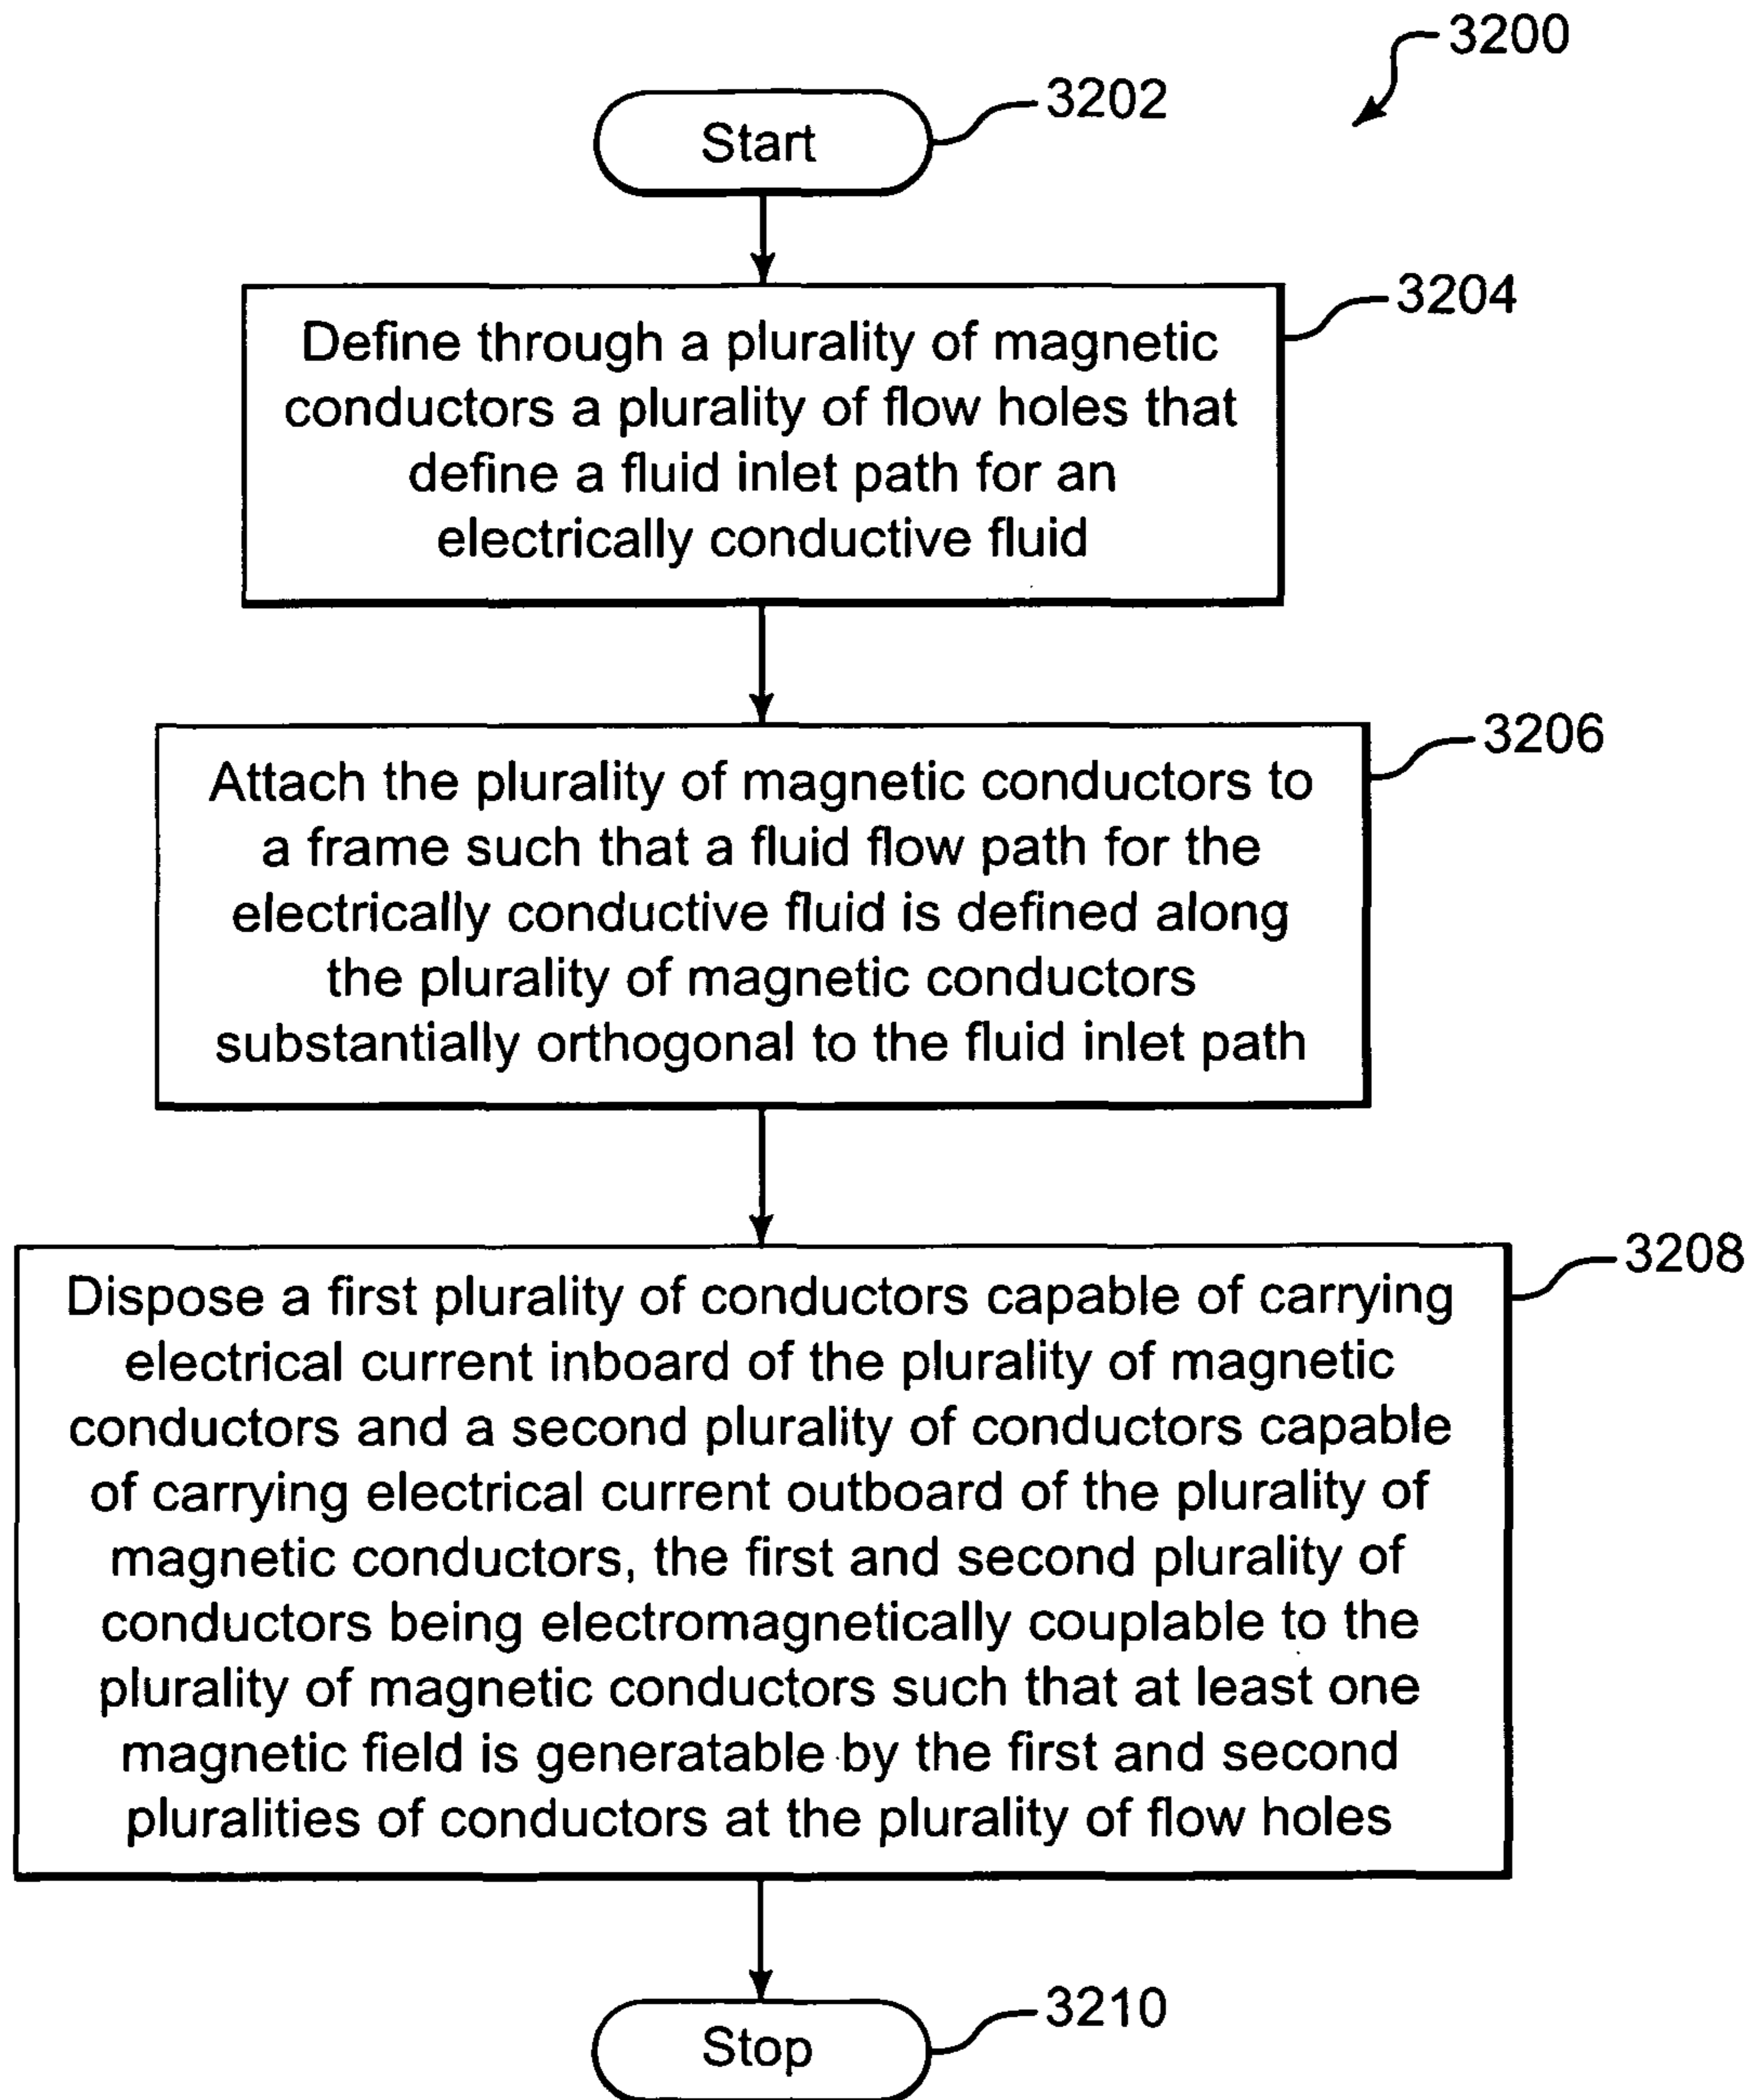 3200
3202
Start
3204
Define through a plurality of magnetic
conductors a plurality of flow holes that
define a fluid inlet path for an
electrically conductive fluid
3206
Attach the plurality of magnetic conductors to
a frame such that a fluid flow path for the
electrically conductive fluid is defined along
the plurality of magnetic conductors
substantially orthogonal to the fluid inlet path
3208
Dispose a first plurality of conductors capable of carrying
electrical current inboard of the plurality of magnetic
conductors and a second plurality of conductors capable
of carrying electrical current outboard of the plurality of
magnetic conductors, the first and second plurality of
conductors being electromagnetically couplable to the
plurality of magnetic conductors such that at least one
magnetic field is generatable by the first and second
pluralities of conductors at the plurality of flow holes
3210
Stop